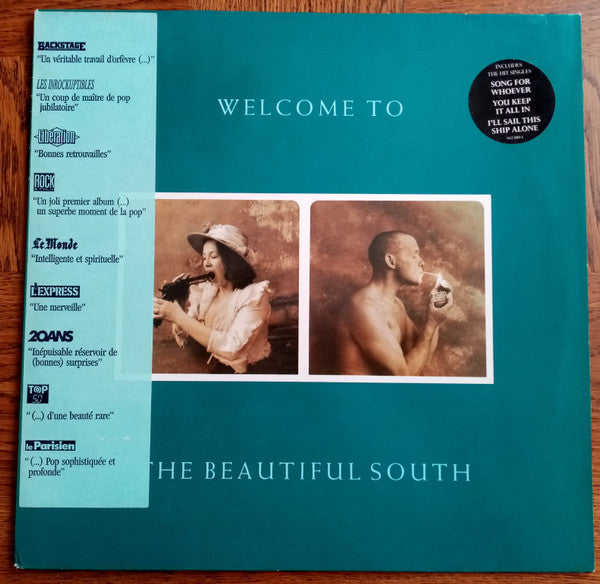 BACKSTAGE
"Un véritable travail d'orfèvre (...)"
LES INROCKUPTIBLES
"Un coup de maître de pop
jubilatoire"
Libération
"Bonnes retrouvailles"
ROCK
"Un joli premier album (...)
un superbe moment de la pop"
Le Monde
"Intelligente et spirituelle"
L'EXPRESS
"Une merveille"
20ANS
"Inépuisable réservoir de
(bonnes) surprises"
TOP
50
"(...) d'une beauté rare"
le Parisien
"(...) Pop sophistiquée et
profonde"
WELCOME TO
THE BEAUTIFUL SOUTH
INCLUDES
THE HIT SINGLES
SONG FOR
WHOEVER
YOU KEEP
IT ALL IN
I'LL SAIL THIS
SHIP ALONE